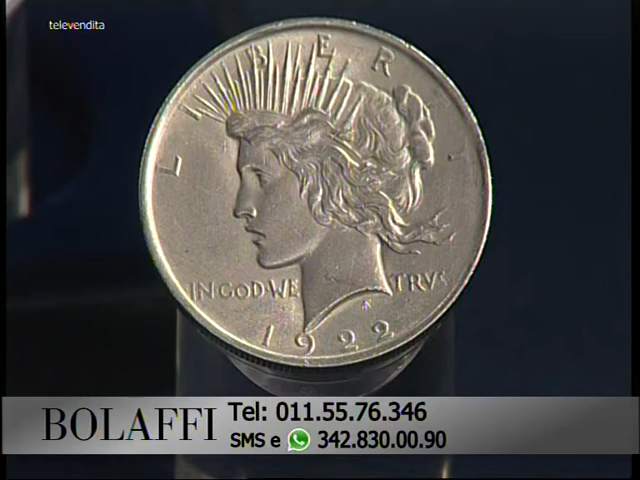 televendita
LIBERTY
IN GOD WE TRVST
1922
BOLAFFI
Tel: 011.55.76.346
SMS e 342.830.00.90